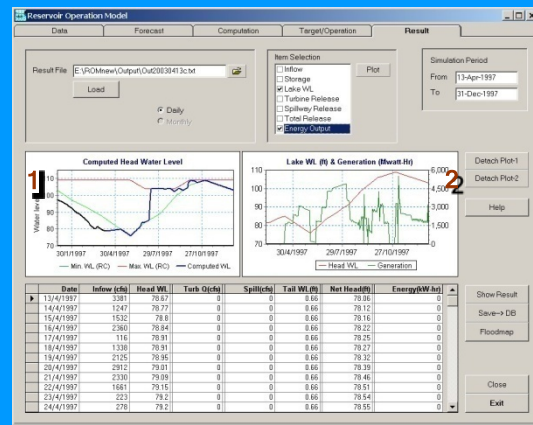 Reservoir Operation Model
Data Forecast Computation Target/Operation Result
Result File E:\ROMnew\Output\Out20030413c.txt
Load
Daily
Monthly
Item Selection
Inflow
Storage
Lake WL
Turbine Release
Spillway Release
Total Release
Energy Output
Plot
Simulation Period
From 13-Apr-1997
To 31-Dec-1997
Computed Head Water Level
1
Water level
110
100
90
80
70
30/1/1997 30/4/1997 29/7/1997 27/10/1997
Min. WL (RC) Max. WL (RC) Computed WL
Lake WL (ft) & Generation (Mwatt-Hr)
2
110 6,000
100 4,500
90 3,000
80 1,500
70 0
30/4/1997 29/7/1997 27/10/1997
Head WL Generation
Detach Plot-1
Detach Plot-2
Help
Date Infow (cfs) Head WL Turb Q(cfs) Spill(cfs) Tail WL(ft) Net Head(ft) Energy(kW-hr)
13/4/1997 3381 78.67 0 0 0.66 78.06 0
14/4/1997 1247 78.77 0 0 0.66 78.12 0
15/4/1997 1532 78.8 0 0 0.66 78.16 0
16/4/1997 2360 78.84 0 0 0.66 78.22 0
17/4/1997 116 78.91 0 0 0.66 78.25 0
18/4/1997 1338 78.91 0 0 0.66 78.27 0
19/4/1997 2125 78.95 0 0 0.66 78.32 0
20/4/1997 2912 79.01 0 0 0.66 78.39 0
21/4/1997 2330 79.09 0 0 0.66 78.46 0
22/4/1997 1661 79.15 0 0 0.66 78.51 0
23/4/1997 223 79.2 0 0 0.66 78.54 0
24/4/1997 278 79.2 0 0 0.66 78.55 0
Show Result
Save--> DB
Floodmap
Close
Exit